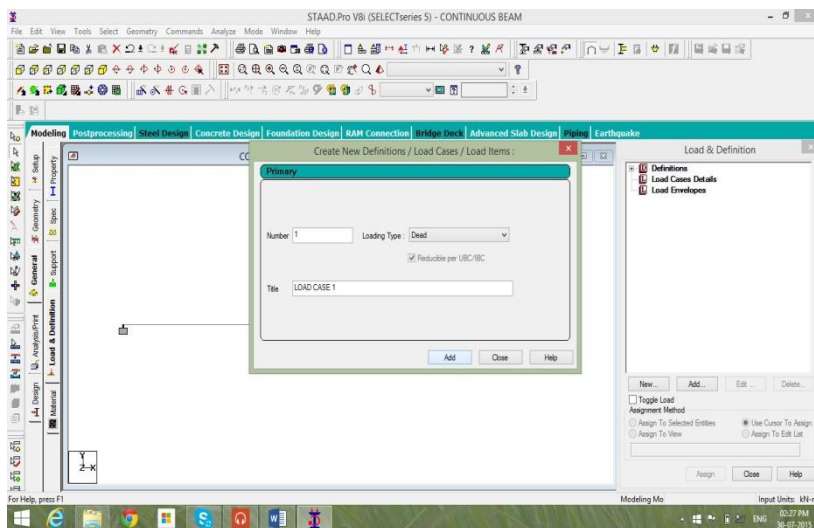 STAAD.Pro V8i (SELECTseries 5) - CONTINUOUS BEAM
File Edit View Tools Select Geometry Commands Analyze Mode Window Help
Modeling Postprocessing Steel Design Concrete Design Foundation Design RAM Connection Bridge Deck Advanced Slab Design Piping Earthquake
Setup
Geometry
General
Analysis/Print
Design
Property
Spec
Support
Load & Definition
Material
CO
Create New Definitions / Load Cases / Load Items :
Primary
Number 1 Loading Type : Dead
Reducible per UBC/IBC
Title LOAD CASE 1
Add Close Help
Load & Definition
Definitions
Load Cases Details
Load Envelopes
New... Add... Edit ... Delete...
Toggle Load
Assignment Method
Assign To Selected Entities Use Cursor To Assign
Assign To View Assign To Edit List
Assign Close Help
Y
Z X
For Help, press F1 Modeling Mo Input Units: kN-
ENG 02:27 PM
30-07-2015